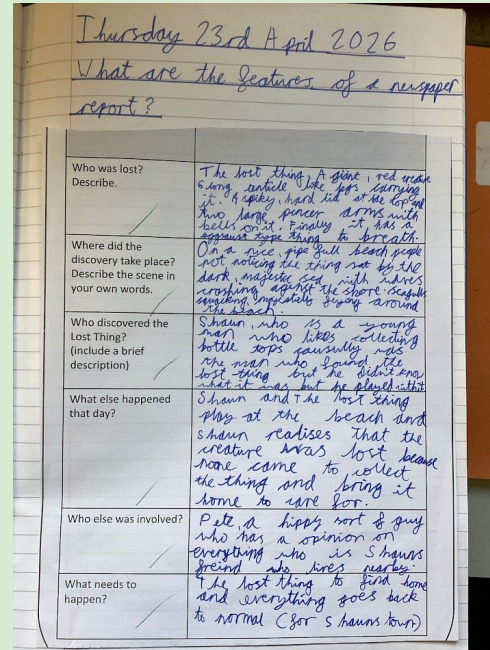 Thursday 23rd April 2026
What are the features of a newspaper
report?
Who was lost?
Describe.
The lost thing, A giant, red creature
6 long tenticle like legs carrying
it. A spiky, hard lid at the top and
two large pencer arms with
bells on it. Finally it has a
type thing to breath.
Where did the
discovery take place?
Describe the scene in
your own words.
On a nice, pipe full beach people
not noticing the thing sat by the
dark, majestic sea with waves
crashing against the shore. Seagulls
flying around
the beach.
Who discovered the
Lost Thing?
(include a brief
description)
Shaun, who is a young
man who likes collecting
bottle tops was
the man who found the
lost thing but he didn't know
what it was but he played with it
What else happened
that day?
Shaun and The lost thing
play at the beach and
shaun realises that the
creature was lost because
none came to collect
the thing and bring it
home to care for.
Who else was involved?
Pete, a hippy sort of guy
who has a opinion on
everything who is Shauns
freind who lives nearby.
What needs to
happen?
The lost thing to find home
and everything goes back
to normal (for shauns town)